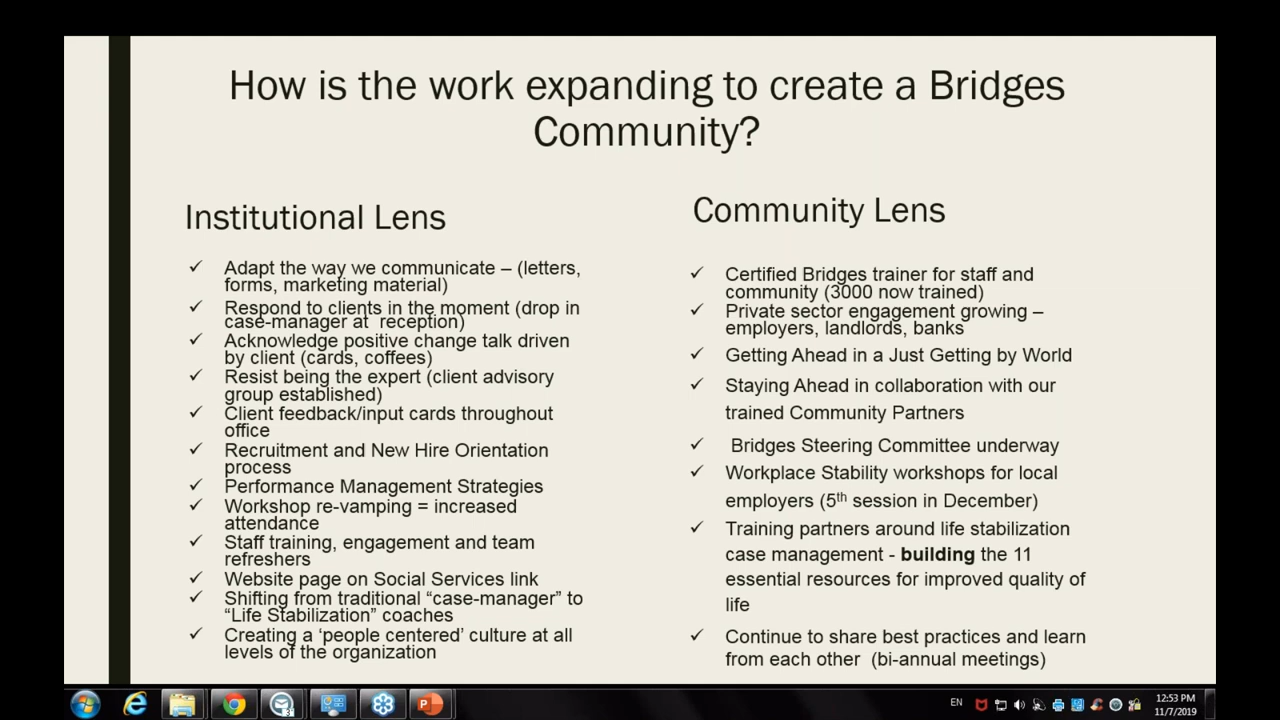 How is the work expanding to create a Bridges
Community?
Institutional Lens
Adapt the way we communicate – (letters,
forms, marketing material)
Respond to clients in the moment (drop in
case-manager at  reception)
Acknowledge positive change talk driven
by client (cards, coffees)
Resist being the expert (client advisory
group established)
Client feedback/input cards throughout
office
Recruitment and New Hire Orientation
process
Performance Management Strategies
Workshop re-vamping = increased
attendance
Staff training, engagement and team
refreshers
Website page on Social Services link
Shifting from traditional “case-manager” to
“Life Stabilization” coaches
Creating a ‘people centered’ culture at all
levels of the organization
Community Lens
Certified Bridges trainer for staff and
community (3000 now trained)
Private sector engagement growing –
employers, landlords, banks
Getting Ahead in a Just Getting by World
Staying Ahead in collaboration with our
trained Community Partners
Bridges Steering Committee underway
Workplace Stability workshops for local
employers (5th session in December)
Training partners around life stabilization
case management - building the 11
essential resources for improved quality of
life
Continue to share best practices and learn
from each other  (bi-annual meetings)
EN
12:53 PM
11/7/2019